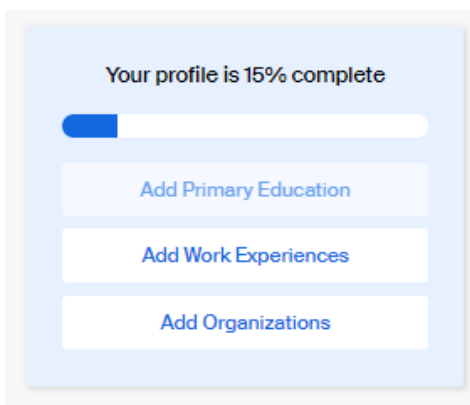 Your profile is 15% complete
Add Primary Education
Add Work Experiences
Add Organizations